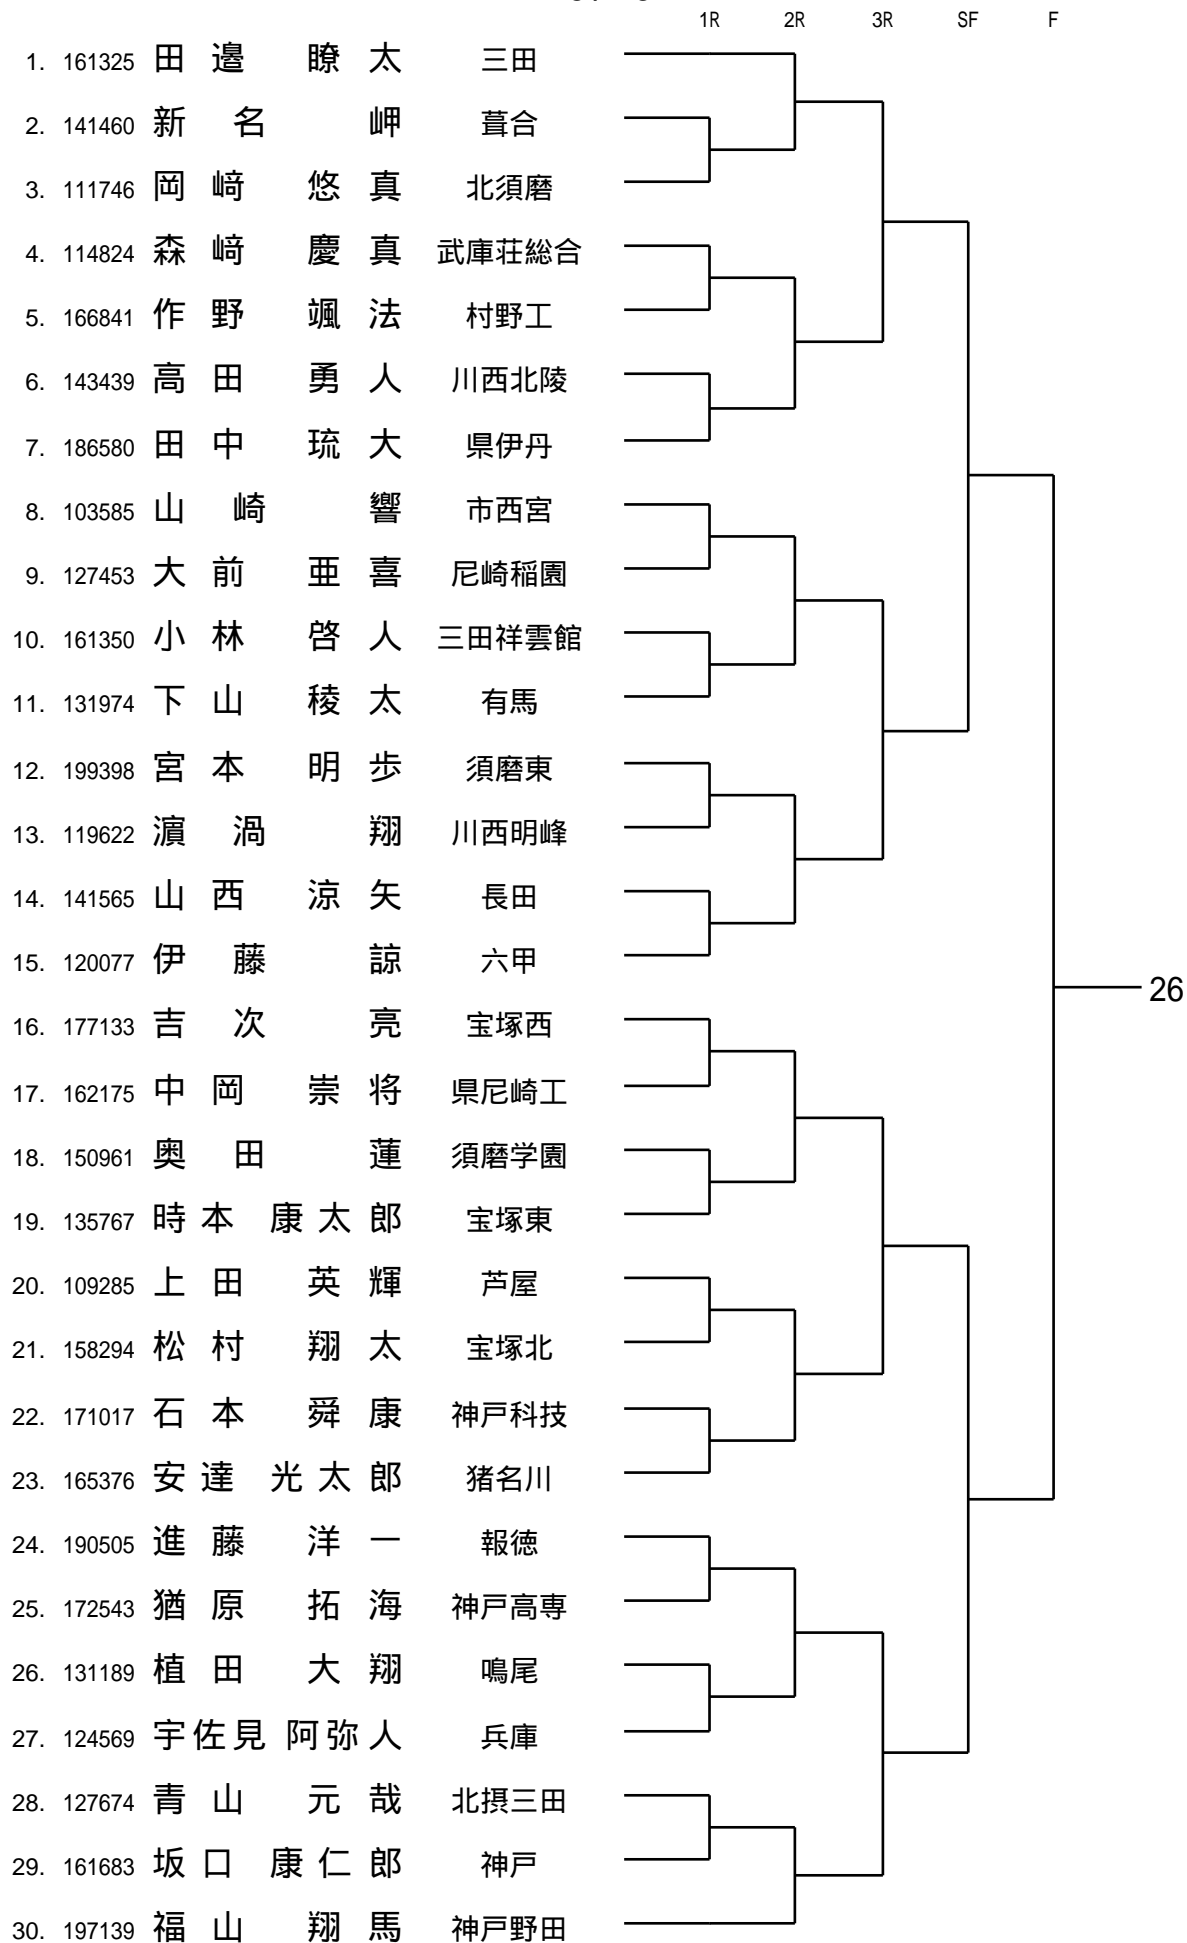 1R 2R 3R SF F
1. 161325 田邉 瞭太 三田
2. 141460 新名 岬 葺合
3. 111746 岡﨑 悠真 北須磨
4. 114824 森﨑 慶真 武庫荘総合
5. 166841 作野 颯法 村野工
6. 143439 高田 勇人 川西北陵
7. 186580 田中 琉大 県伊丹
8. 103585 山崎 響 市西宮
9. 127453 大前 亜喜 尼崎稲園
10. 161350 小林 啓人 三田祥雲館
11. 131974 下山 稜太 有馬
12. 199398 宮本 明歩 須磨東
13. 119622 濵渦 翔 川西明峰
14. 141565 山西 涼矢 長田
15. 120077 伊藤 諒 六甲
26
16. 177133 吉次 亮 宝塚西
17. 162175 中岡 崇将 県尼崎工
18. 150961 奥田 蓮 須磨学園
19. 135767 時本 康太郎 宝塚東
20. 109285 上田 英輝 芦屋
21. 158294 松村 翔太 宝塚北
22. 171017 石本 舜康 神戸科技
23. 165376 安達 光太郎 猪名川
24. 190505 進藤 洋一 報徳
25. 172543 猶原 拓海 神戸高専
26. 131189 植田 大翔 鳴尾
27. 124569 宇佐見 阿弥人 兵庫
28. 127674 青山 元哉 北摂三田
29. 161683 坂口 康仁郎 神戸
30. 197139 福山 翔馬 神戸野田